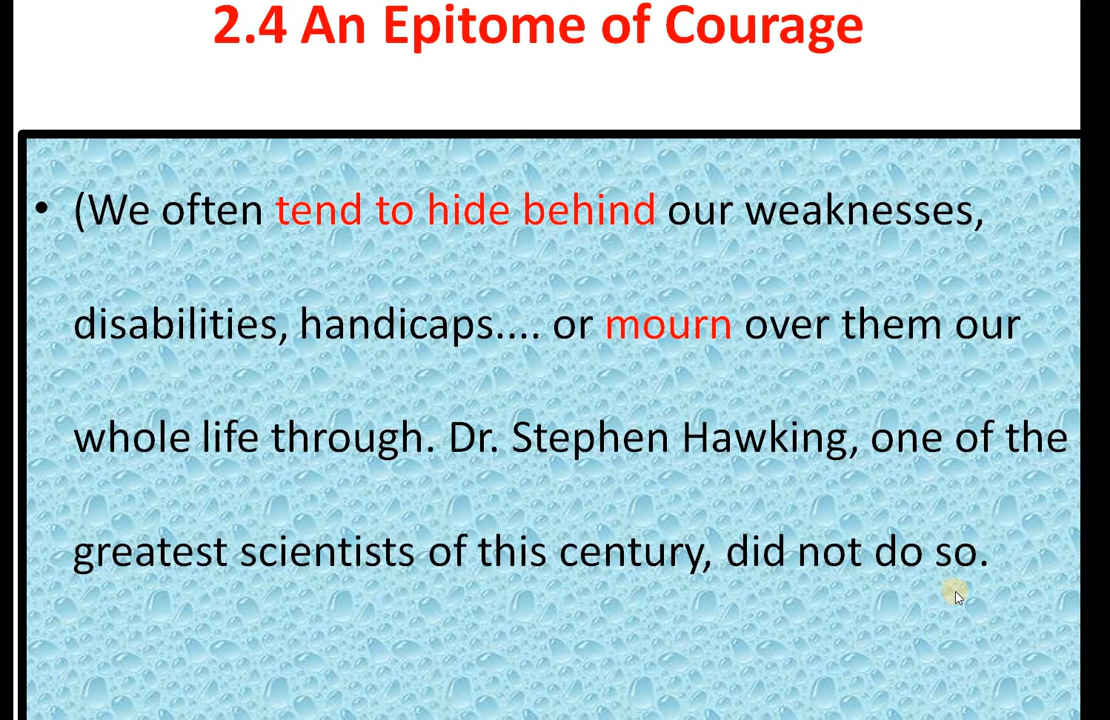 2.4 An Epitome of Courage
• (We often tend to hide behind our weaknesses,
disabilities, handicaps.... or mourn over them our
whole life through. Dr. Stephen Hawking, one of the
greatest scientists of this century, did not do so.